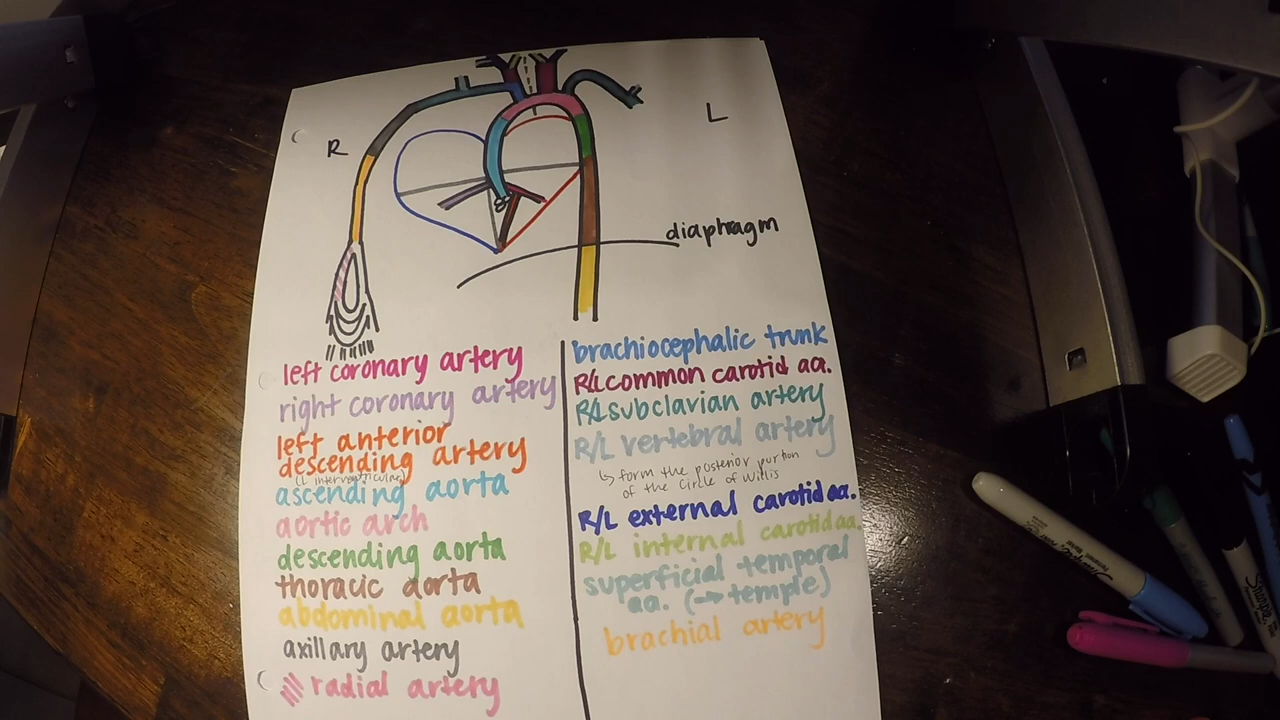 R
L
diaphragm
left coronary artery
right coronary artery
left anterior
descending artery
(L interventricular)
ascending aorta
aortic arch
descending aorta
thoracic aorta
abdominal aorta
axillary artery
radial artery
brachiocephalic trunk
R/L common carotid aa.
R/L subclavian artery
R/L vertebral artery
↳ form the posterior portion
of the Circle of Willis
R/L external carotid aa.
R/L internal carotid aa.
superficial temporal
aa. (→ temple)
brachial artery
Sharpie